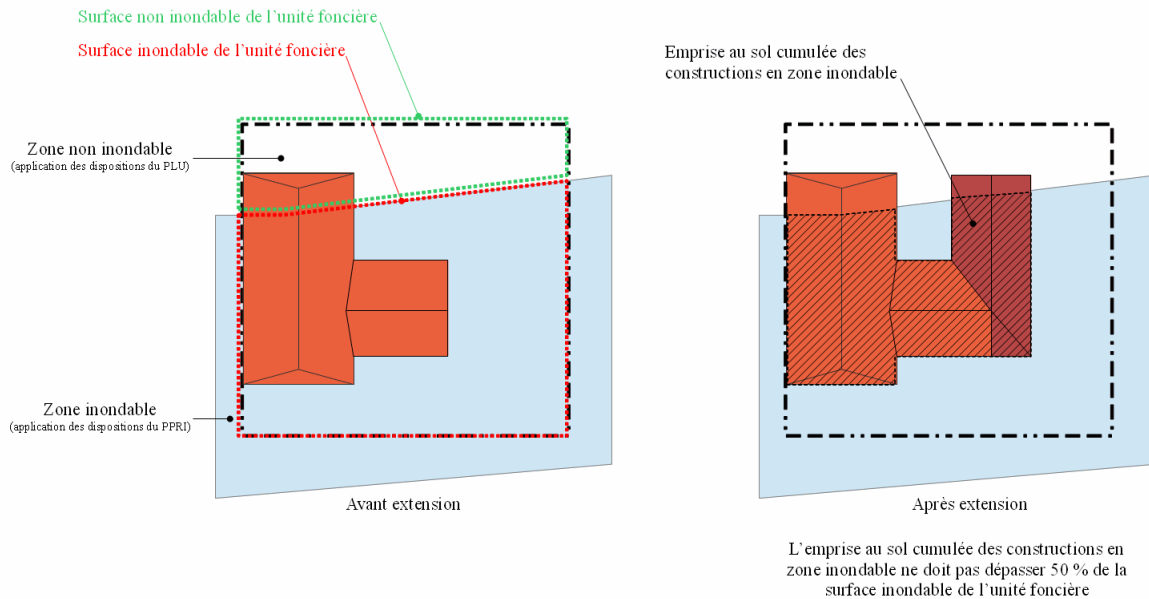 Surface non inondable de l'unité foncière
Surface inondable de l'unité foncière
Zone non inondable
(application des dispositions du PLU)
Zone inondable
(application des dispositions du PPRI)
Avant extension
Emprise au sol cumulée des
constructions en zone inondable
Après extension
L'emprise au sol cumulée des constructions en
zone inondable ne doit pas dépasser 50 % de la
surface inondable de l'unité foncière